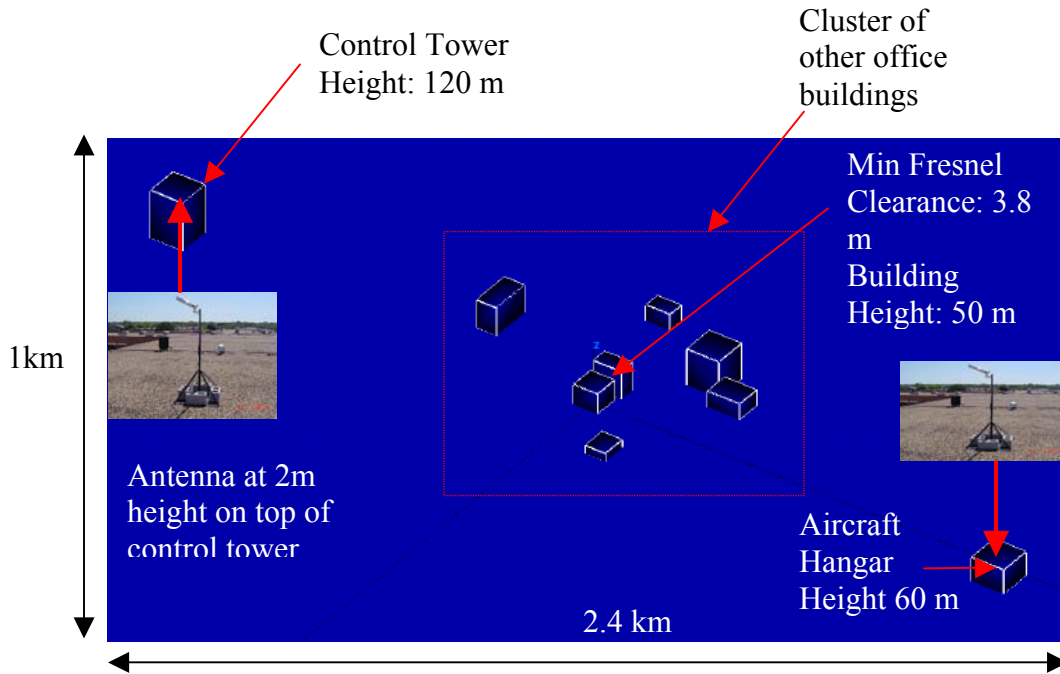 Cluster of
other office
buildings
Control Tower
Height: 120 m
Min Fresnel
Clearance: 3.8
m
Building
Height: 50 m
1km
z
Antenna at 2m
height on top of
control tower
Aircraft
Hangar
Height 60 m
2.4 km